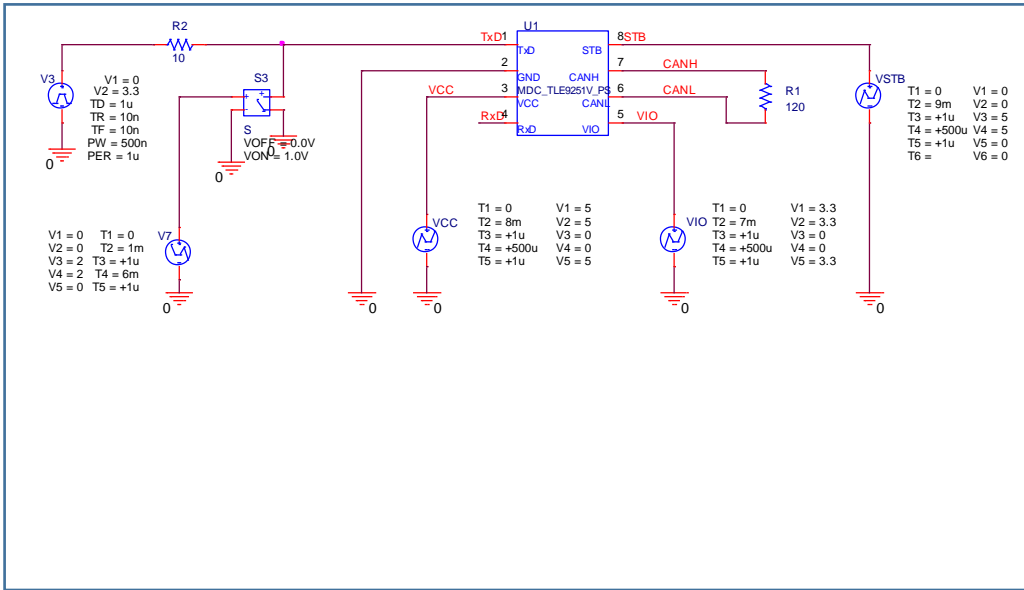 R2
10
V3
V1 = 0
V2 = 3.3
TD = 1u
TR = 10n
TF = 10n
PW = 500n
PER = 1u
0
S3
+
-
+
-
S
VOFF = 0.0V
VON = 1.0V
0
0
V7
V1 = 0 T1 = 0
V2 = 0 T2 = 1m
V3 = 2 T3 = +1u
V4 = 2 T4 = 6m
V5 = 0 T5 = +1u
0
U1
TxD 1
2
VCC 3
RxD 4
TxD
GND
MDC_TLE9251V_PS
VCC
RxD
STB
CANH
CANL
VIO
8 STB
7 CANH
6 CANL
5 VIO
R1
120
0
VCC
T1 = 0 V1 = 5
T2 = 8m V2 = 5
T3 = +1u V3 = 0
T4 = +500u V4 = 0
T5 = +1u V5 = 5
0
VIO
T1 = 0 V1 = 3.3
T2 = 7m V2 = 3.3
T3 = +1u V3 = 0
T4 = +500u V4 = 0
T5 = +1u V5 = 3.3
0
VSTB
T1 = 0 V1 = 0
T2 = 9m V2 = 0
T3 = +1u V3 = 5
T4 = +500u V4 = 5
T5 = +1u V5 = 0
T6 = V6 = 0
0